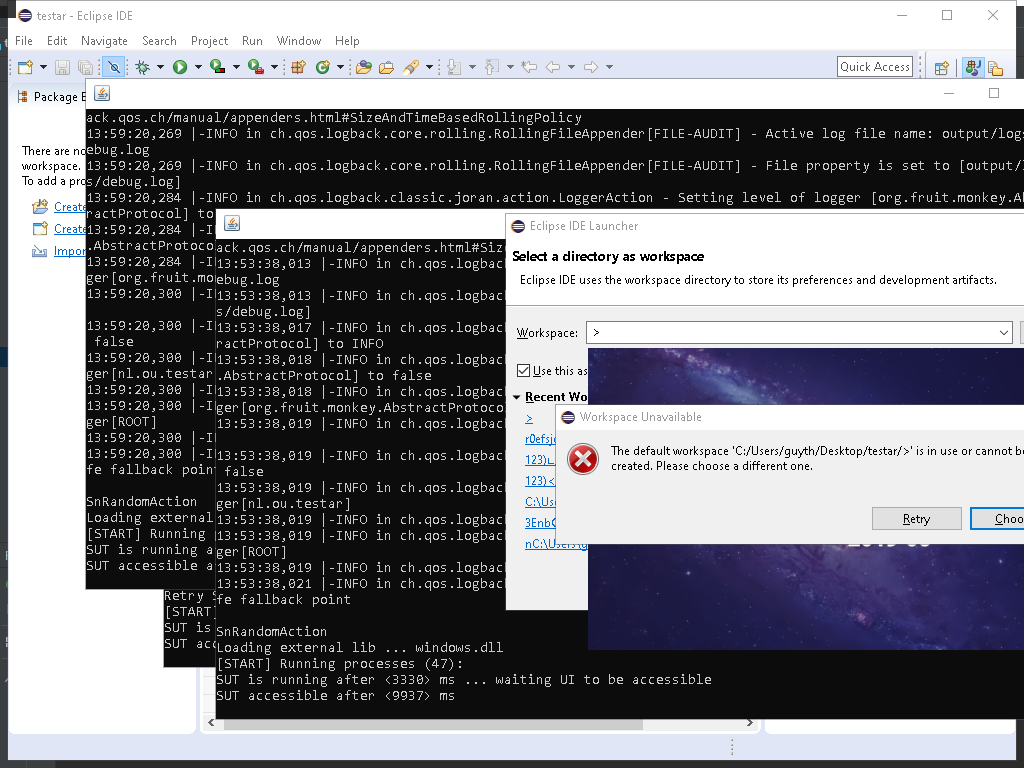 testar - Eclipse IDE
File Edit Navigate Search Project Run Window Help
Quick Access
Package E
There are no
workspace.
To add a pro
Create
Create
Impor
ack.qos.ch/manual/appenders.html#SizeAndTimeBasedRollingPolicy
13:59:20,269 |-INFO in ch.qos.logback.core.rolling.RollingFileAppender[FILE-AUDIT] - Active log file name: output/logs
ebug.log
13:59:20,269 |-INFO in ch.qos.logback.core.rolling.RollingFileAppender[FILE-AUDIT] - File property is set to [output/l
s/debug.log]
13:59:20,284 |-INFO in ch.qos.logback.classic.joran.action.LoggerAction - Setting level of logger [org.fruit.monkey.Ab
ractProtocol] to
13:59:20,284 |-I
.AbstractProtoco
13:59:20,284 |-I
ger[org.fruit.mo
13:59:20,300 |-I
13:59:20,300 |-I
false
13:59:20,300 |-I
ger[nl.ou.testar
13:59:20,300 |-I
13:59:20,300 |-I
ger[ROOT]
13:59:20,300 |-I
13:59:20,300 |-I
fe fallback poin
SnRandomAction
Loading external
[START] Running
SUT is running a
SUT accessible a
Retry S
[START]
SUT is
SUT acc
ack.qos.ch/manual/appenders.html#Siz
13:53:38,013 |-INFO in ch.qos.logbac
ebug.log
13:53:38,013 |-INFO in ch.qos.logbac
s/debug.log]
13:53:38,017 |-INFO in ch.qos.logbac
ractProtocol] to INFO
13:53:38,018 |-INFO in ch.qos.logbac
.AbstractProtocol] to false
13:53:38,018 |-INFO in ch.qos.logbac
ger[org.fruit.monkey.AbstractProtoco
13:53:38,019 |-INFO in ch.qos.logbac
13:53:38,019 |-INFO in ch.qos.logbac
false
13:53:38,019 |-INFO in ch.qos.logbac
ger[nl.ou.testar]
13:53:38,019 |-INFO in ch.qos.logbac
13:53:38,019 |-INFO in ch.qos.logbac
ger[ROOT]
13:53:38,019 |-INFO in ch.qos.logbac
13:53:38,021 |-INFO in ch.qos.logbac
fe fallback point
SnRandomAction
Loading external lib ... windows.dll
[START] Running processes (47):
SUT is running after <3330> ms ... waiting UI to be accessible
SUT accessible after <9937> ms
Eclipse IDE Launcher
Select a directory as workspace
Eclipse IDE uses the workspace directory to store its preferences and development artifacts.
Workspace: >
Use this as
Recent Wo
>
r0efsj
123)
123)<
C:\Use
3Enb
nC:\Users\g
Workspace Unavailable
The default workspace 'C:/Users/guyth/Desktop/testar/>' is in use or cannot be
created. Please choose a different one.
Retry Choo